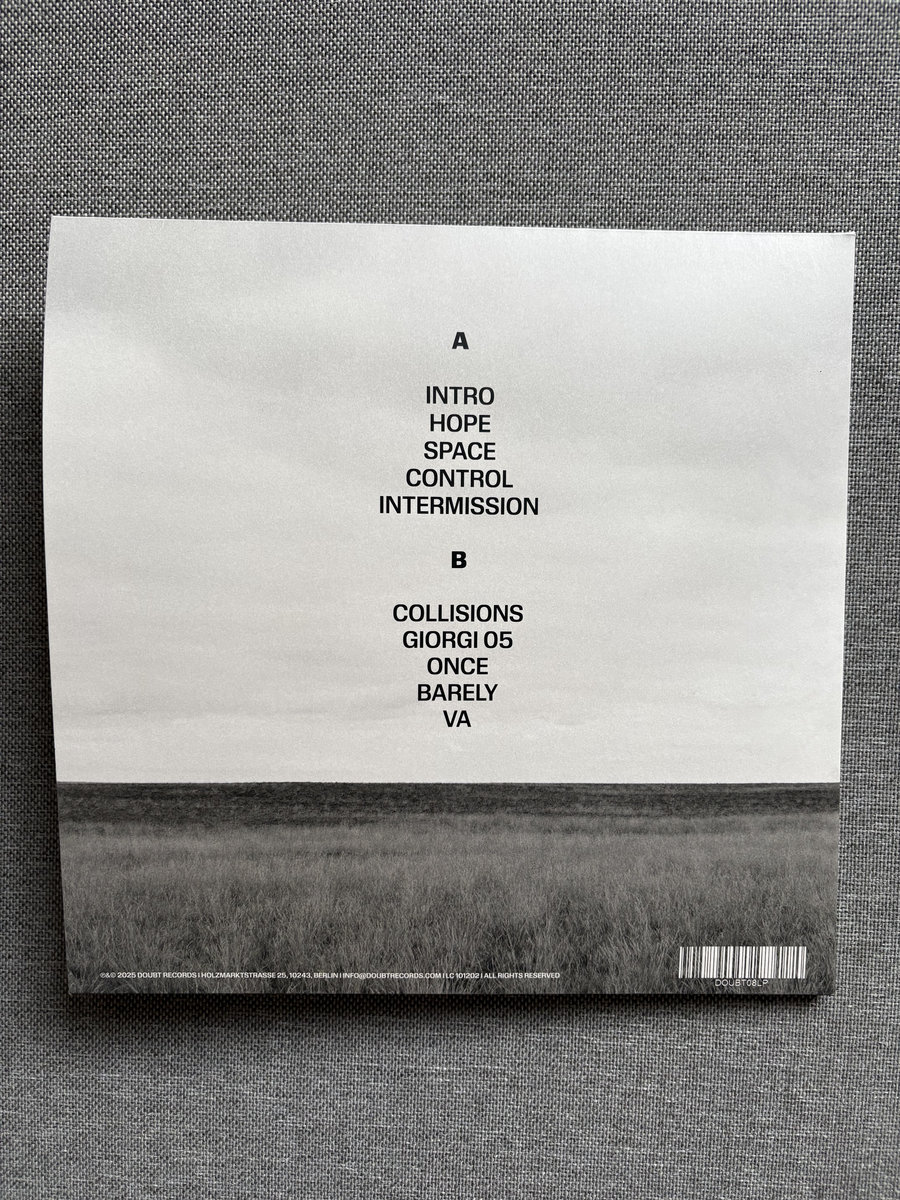 A
INTRO
HOPE
SPACE
CONTROL
INTERMISSION
B
COLLISIONS
GIORGI 05
ONCE
BARELY
VA
℗&© 2025 DOUBT RECORDS I HOLZMARKTSTRASSE 25, 10243, BERLIN I INFO@DOUBTRECORDS.COM I LC 101202 I ALL RIGHTS RESERVED
DOUBT08LP